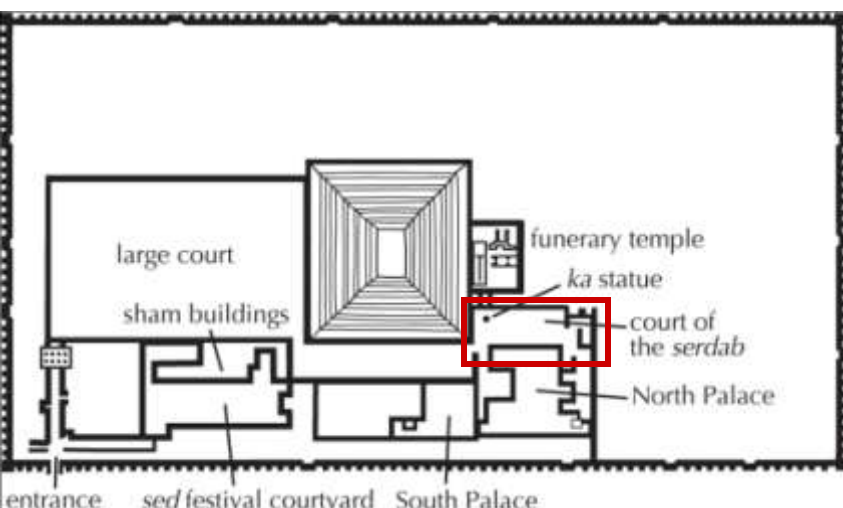 large court
funerary temple
ka statue
sham buildings
court of
the serdab
North Palace
entrance
sed festival courtyard
South Palace